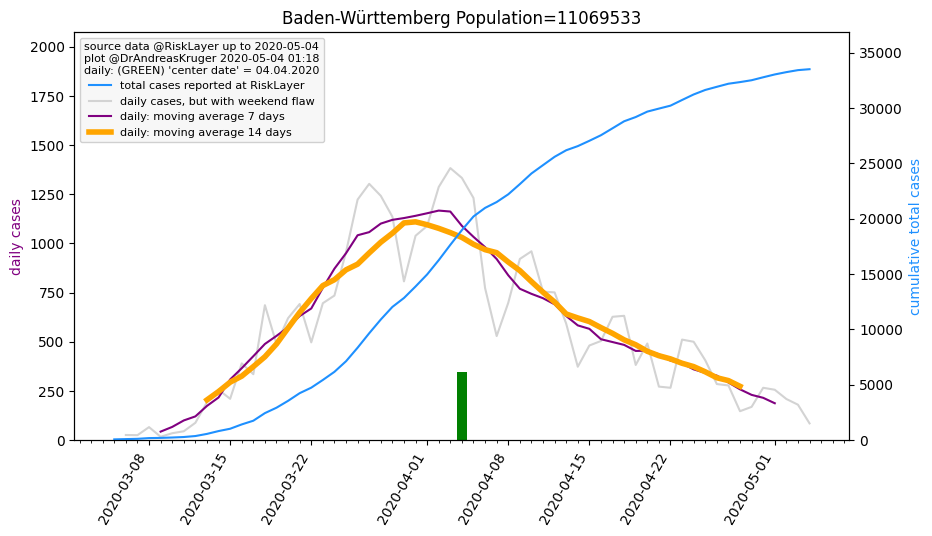 Baden-Württemberg Population=11069533
source data @RiskLayer up to 2020-05-04
plot @DrAndreasKruger 2020-05-04 01:18
daily: (GREEN) 'center date' = 04.04.2020
total cases reported at RiskLayer
daily cases, but with weekend flaw
daily: moving average 7 days
daily: moving average 14 days
daily cases
2000
1750
1500
1250
1000
750
500
250
0
35000
30000
25000
20000
15000
10000
5000
0
cumulative total cases
2020-03-08
2020-03-15
2020-03-22
2020-04-01
2020-04-08
2020-04-15
2020-04-22
2020-05-01